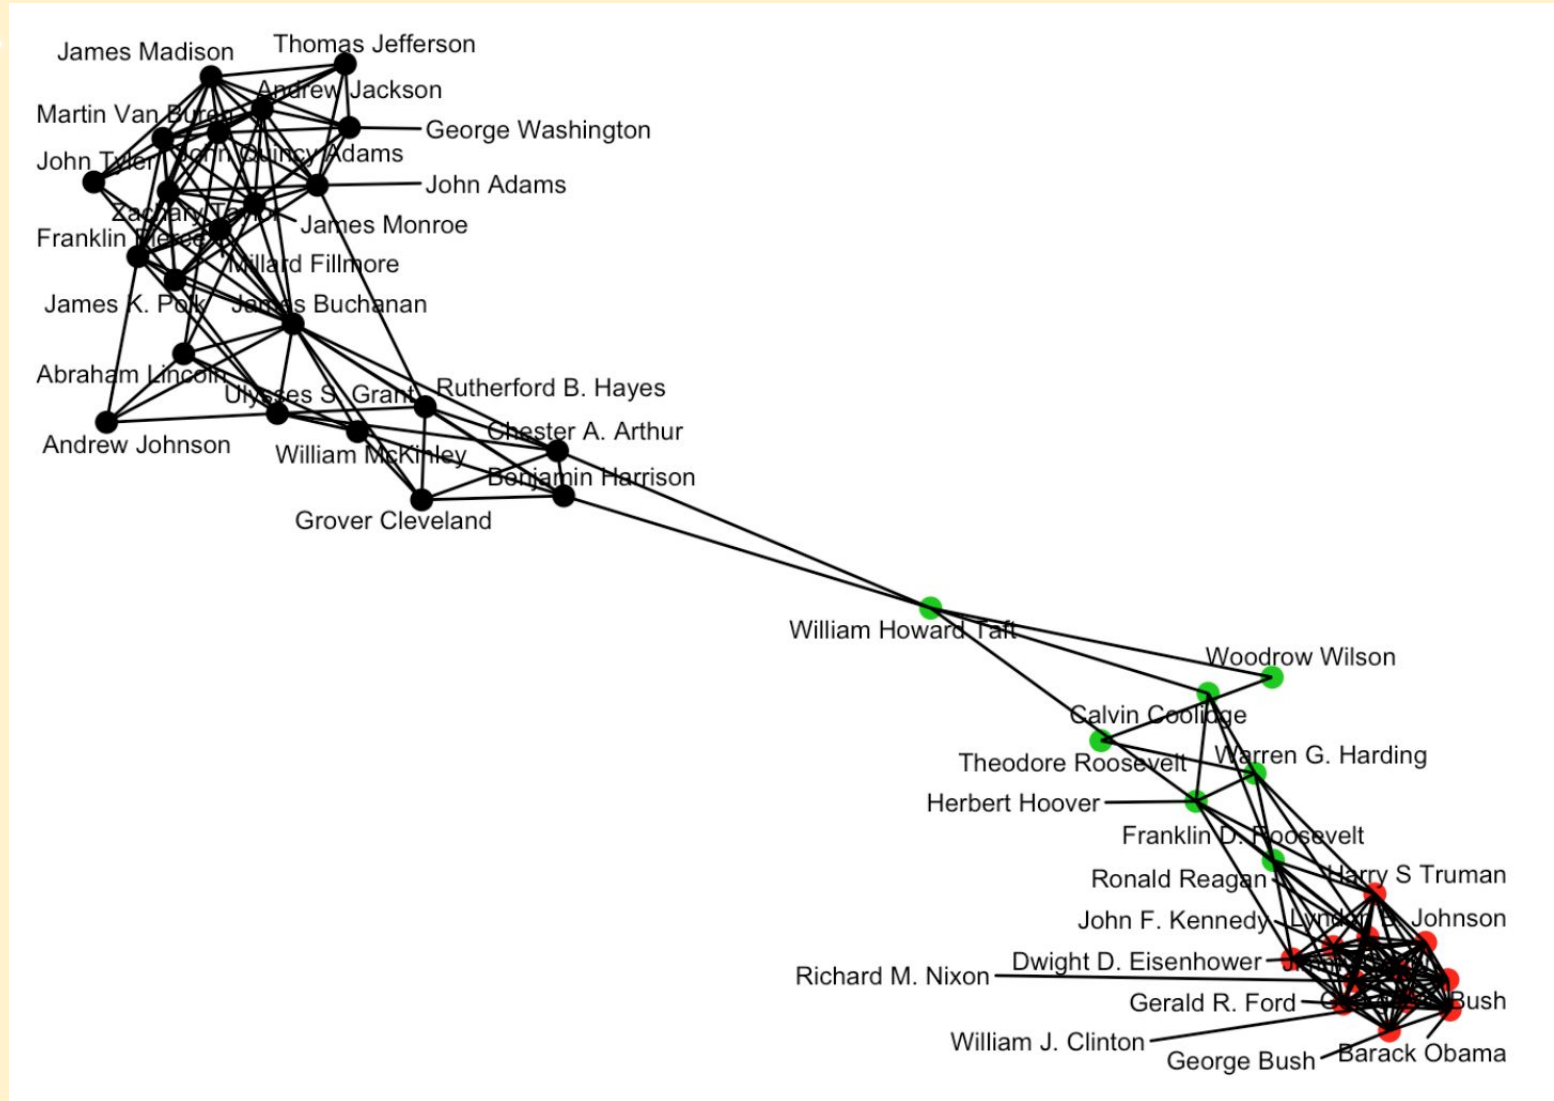 Thomas Jefferson
James Madison
Andrew Jackson
Martin Van Buren
George Washington
John Quincy Adams
John Tyler
John Adams
Zachary Taylor
James Monroe
Franklin Pierce
Millard Fillmore
James K. Polk
James Buchanan
Abraham Lincoln
Rutherford B. Hayes
Ulysses S. Grant
Chester A. Arthur
Andrew Johnson
William McKinley
Benjamin Harrison
Grover Cleveland
William Howard Taft
Woodrow Wilson
Calvin Coolidge
Warren G. Harding
Theodore Roosevelt
Herbert Hoover
Franklin D. Roosevelt
Harry S Truman
Ronald Reagan
John F. Kennedy
Lyndon B. Johnson
Dwight D. Eisenhower
Richard M. Nixon
Gerald R. Ford
Bush
William J. Clinton
Barack Obama
George Bush